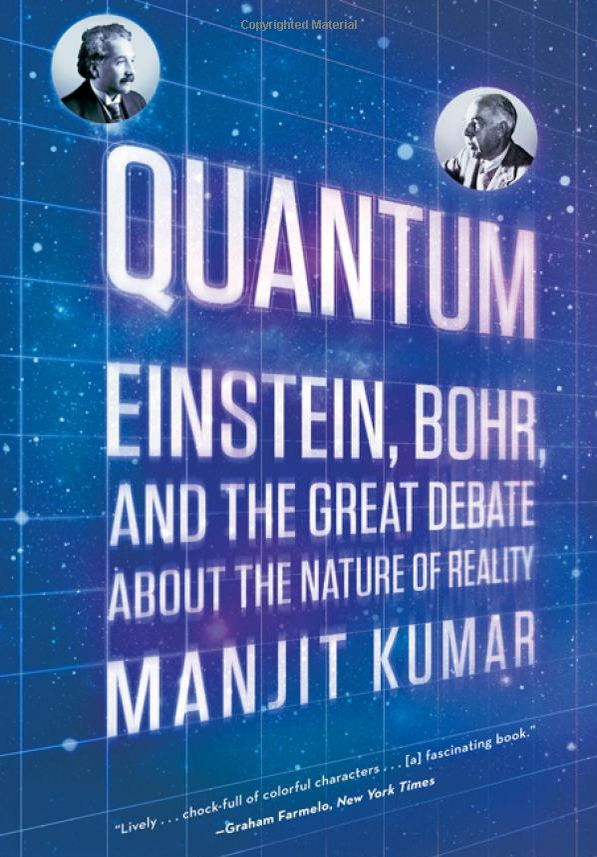 Copyrighted Material
QUANTUM
EINSTEIN, BOHR,
AND THE GREAT DEBATE
ABOUT THE NATURE OF REALITY
MANJIT KUMAR
“Lively . . . chock-full of colorful characters . . . [a] fascinating book.”
—Graham Farmelo, New York Times